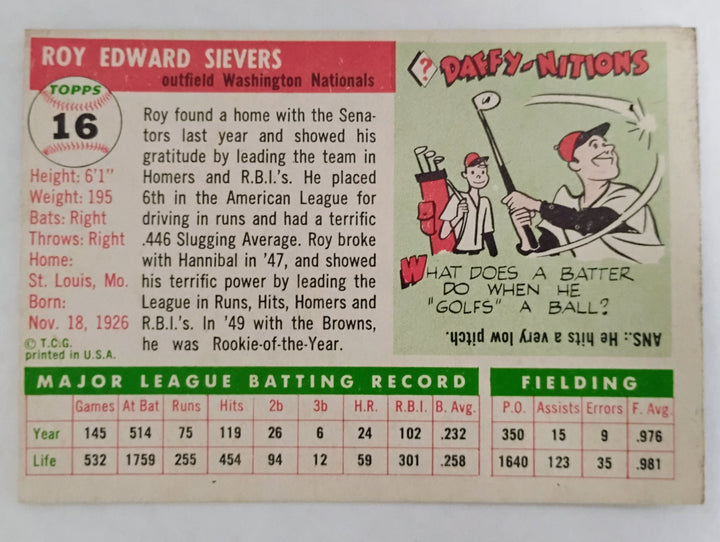 ROY EDWARD SIEVERS
outfield Washington Nationals
TOPPS
16
Height: 6'1"
Weight: 195
Bats: Right
Throws: Right
Home:
St. Louis, Mo.
Born:
Nov. 18, 1926
© T.C.G.
printed in U.S.A.
Roy found a home with the Sena-
tors last year and showed his
gratitude by leading the team in
Homers and R.B.I.'s. He placed
6th in the American League for
driving in runs and had a terrific
.446 Slugging Average. Roy broke
with Hannibal in '47, and showed
his terrific power by leading the
League in Runs, Hits, Homers and
R.B.I.'s. In '49 with the Browns,
he was Rookie-of-the-Year.
? DAFFY-NITIONS
WHAT DOES A BATTER
DO WHEN HE
"GOLFS" A BALL?
ANS.: He hits a very low pitch.
MAJOR LEAGUE BATTING RECORD
Games At Bat Runs Hits 2b 3b H.R. R.B.I. B. Avg.
Year 145 514 75 119 26 6 24 102 .232
Life 532 1759 255 454 94 12 59 301 .258
FIELDING
P.O. Assists Errors F. Avg.
350 15 9 .976
1640 123 35 .981